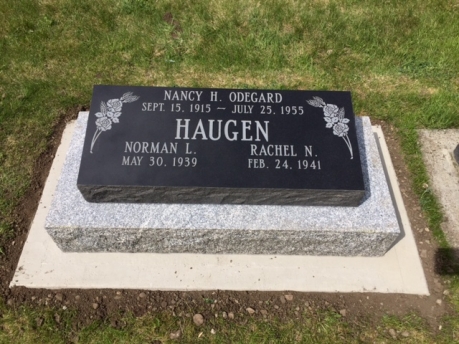 NANCY H. ODEGARD
SEPT. 15, 1915 — JULY 25, 1955
HAUGEN
NORMAN L. RACHEL N.
MAY 30, 1939 FEB. 24, 1941